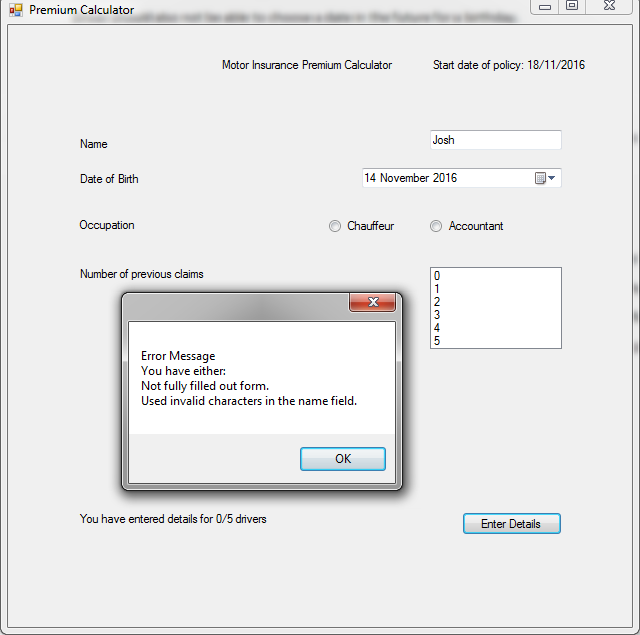 Premium Calculator
Motor Insurance Premium Calculator Start date of policy: 18/11/2016
Name Josh
Date of Birth 14 November 2016
Occupation Chauffeur Accountant
Number of previous claims
0
1
2
3
4
5
Error Message
You have either:
Not fully filled out form.
Used invalid characters in the name field.
OK
You have entered details for 0/5 drivers Enter Details